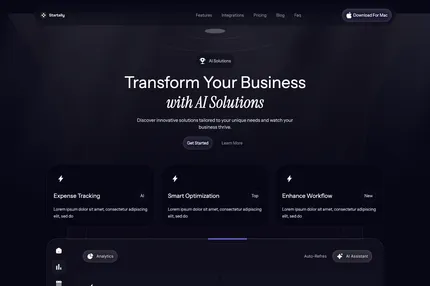 Startelly
Features Integrations Pricing Blog Faq
Download For Mac
AI Solutions
Transform Your Business
with AI Solutions
Discover innovative solutions tailored to your unique needs and watch your
business thrive.
Get Started Learn More
Expense Tracking AI
Lorem ipsum dolor sit amet, consectetur adipiscing
elit, sed do
Smart Optimization Top
Lorem ipsum dolor sit amet, consectetur adipiscing
elit, sed do
Enhance Workflow New
Lorem ipsum dolor sit amet, consectetur adipiscing
elit, sed do
Analytics Auto-Refres AI Assistant